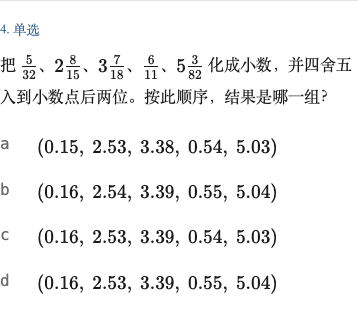 4. 单选
把 5/32、2 8/15、3 7/18、6/11、5 3/82 化成小数，并四舍五
入到小数点后两位。按此顺序，结果是哪一组？
a (0.15, 2.53, 3.38, 0.54, 5.03)
b (0.16, 2.54, 3.39, 0.55, 5.04)
c (0.16, 2.53, 3.39, 0.54, 5.03)
d (0.16, 2.53, 3.39, 0.55, 5.04)